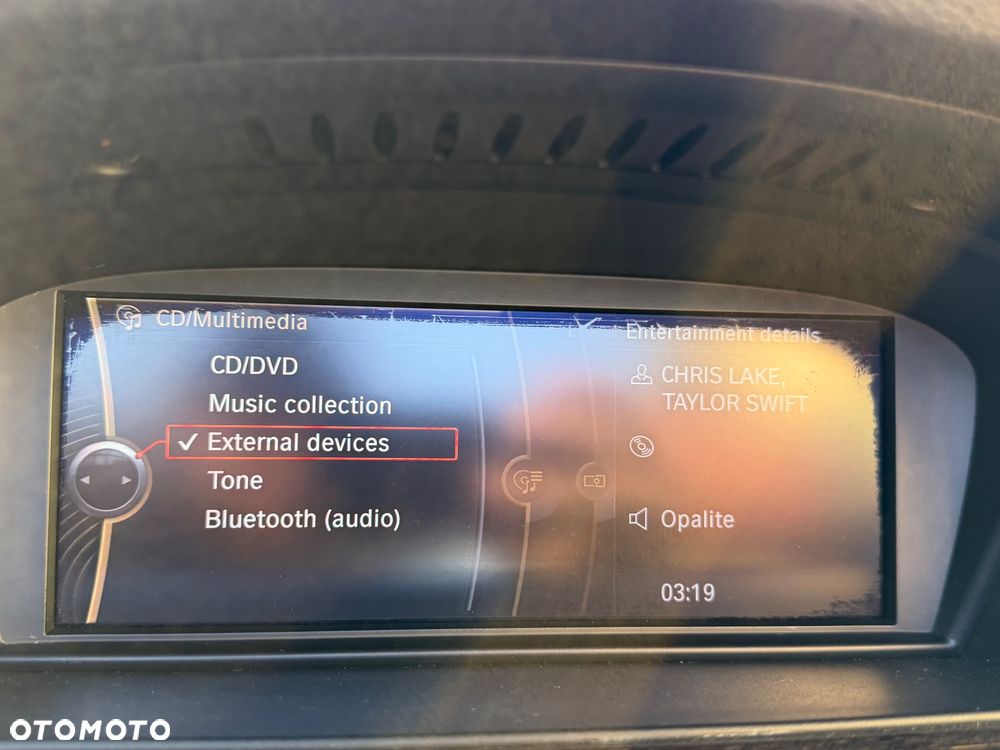 CD/Multimedia
CD/DVD
Music collection
External devices
Tone
Bluetooth (audio)
Entertainment details
CHRIS LAKE,
TAYLOR SWIFT
Opalite
03:19
OTOMOTO